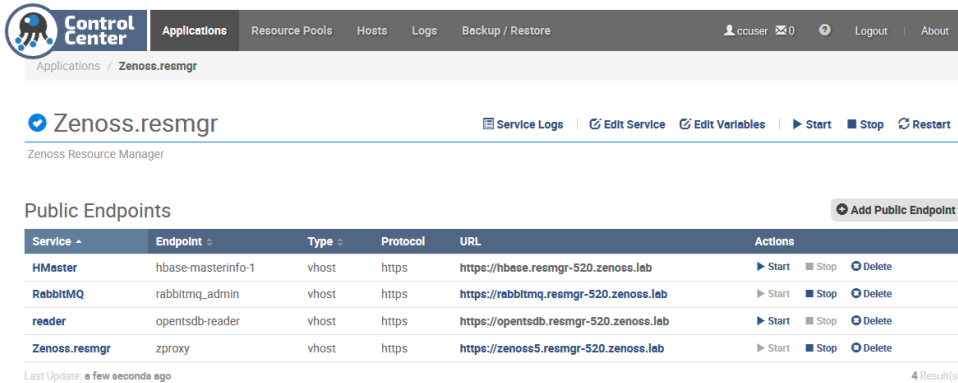 Control Center Applications Resource Pools Hosts Logs Backup / Restore ccuser 0 Logout | About
Applications / Zenoss.resmgr
Zenoss.resmgr Service Logs | Edit Service Edit Variables | Start Stop Restart
Zenoss Resource Manager
Public Endpoints Add Public Endpoint
Service Endpoint Type Protocol URL Actions
HMaster hbase-masterinfo-1 vhost https https://hbase.resmgr-520.zenoss.lab Start Stop Delete
RabbitMQ rabbitmq_admin vhost https https://rabbitmq.resmgr-520.zenoss.lab Start Stop Delete
reader opentsdb-reader vhost https https://opentsdb.resmgr-520.zenoss.lab Start Stop Delete
Zenoss.resmgr zproxy vhost https https://zenoss5.resmgr-520.zenoss.lab Start Stop Delete
Last Update: a few seconds ago 4 Result(s